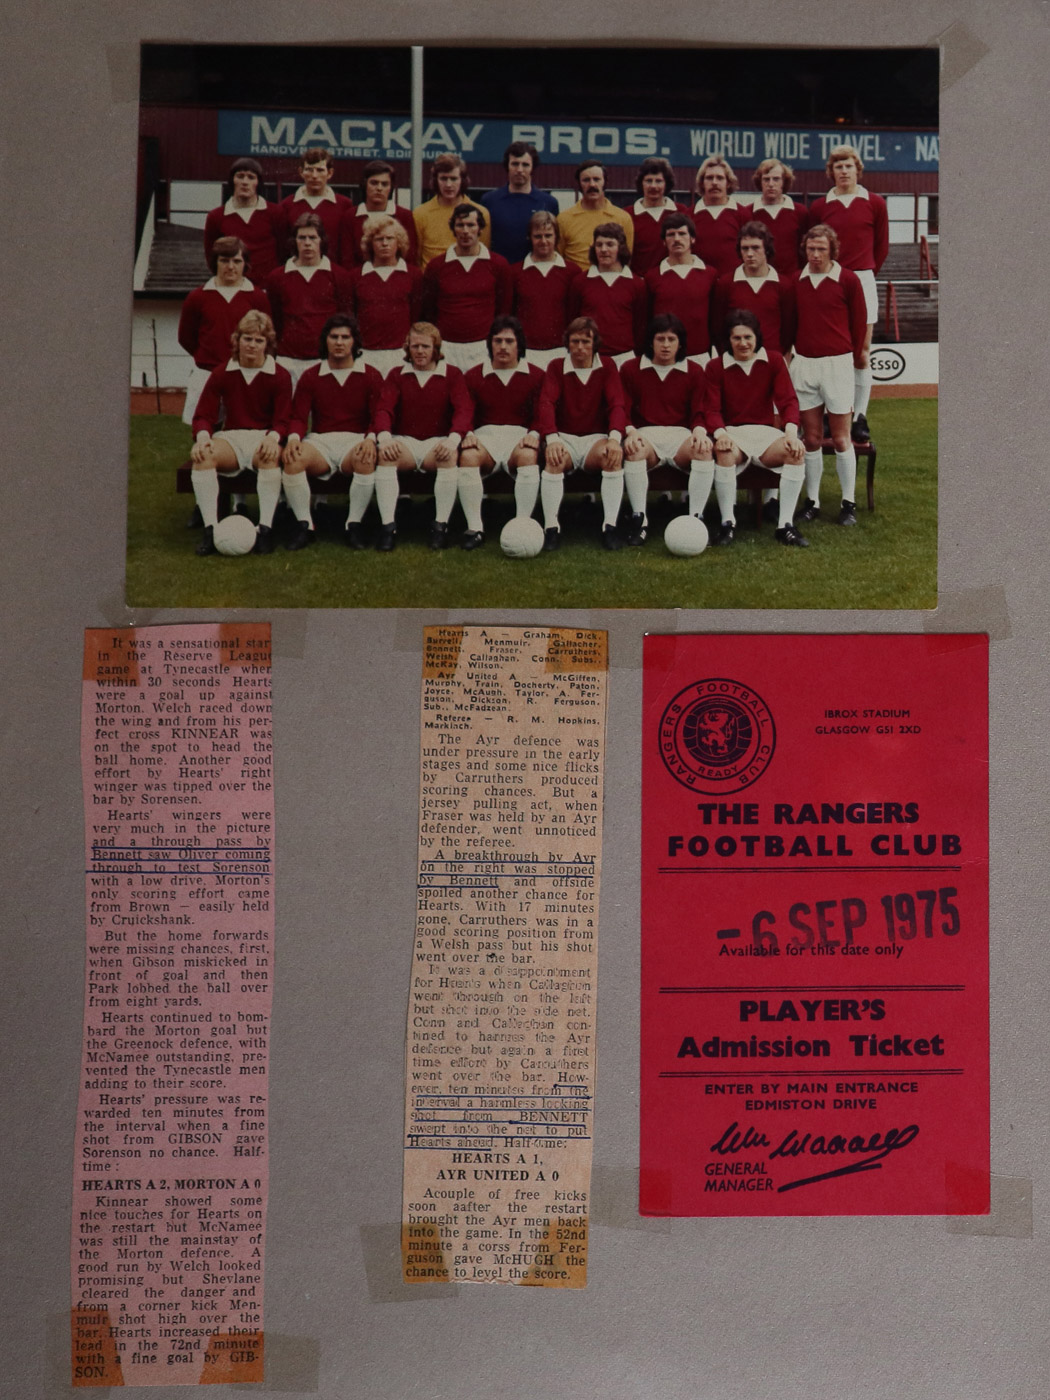 MACKAY BROS.
HANOVER STREET, EDINBURGH
WORLD WIDE TRAVEL · NA
ESSO
It was a sensational star
in the Reserve League
game at Tynecastle when
within 30 seconds Hearts
were a goal up against
Morton. Welch raced down
the wing and from his per-
fect cross KINNEAR was
on the spot to head the
ball home. Another good
effort by Hearts' right
winger was tipped over the
bar by Sorensen.
Hearts' wingers were
very much in the picture
and a through pass by
Bennett saw Oliver coming
through to test Sorenson
with a low drive. Morton's
only scoring effort came
from Brown — easily held
by Cruickshank.
But the home forwards
were missing chances, first,
when Gibson miskicked in
front of goal and then
Park lobbed the ball over
from eight yards.
Hearts continued to bom-
bard the Morton goal but
the Greenock defence, with
McNamee outstanding, pre-
vented the Tynecastle men
adding to their score.
Hearts' pressure was re-
warded ten minutes from
the interval when a fine
shot from GIBSON gave
Sorenson no chance. Half-
time :
HEARTS A 2, MORTON A 0
Kinnear showed some
nice touches for Hearts on
the restart but McNamee
was still the mainstay of
the Morton defence. A
good run by Welch looked
promising but Shevlane
cleared the danger and
from a corner kick Men-
muir shot high over the
bar. Hearts increased their
lead in the 72nd minute
with a fine goal by GIB-
SON.
Hearts A — Graham, Dick,
Burrell, Menmuir, Gallacher,
Bennett, Fraser, Carruthers,
Welsh, Callaghan, Conn. Subs.,
McKay, Wilson.
Ayr United A — McGiffen,
Murphy, Train, Docherty, Paton,
Joyce, McAugh, Taylor, A. Fer-
guson, Dickson, R. Ferguson,
Sub., McFadzean.
Referee — R. M. Hopkins,
Markinch.
The Ayr defence was
under pressure in the early
stages and some nice flicks
by Carruthers produced
scoring chances. But a
jersey pulling act, when
Fraser was held by an Ayr
defender, went unnoticed
by the referee.
A breakthrough by Ayr
on the right was stopped
by Bennett and offside
spoiled another chance for
Hearts. With 17 minutes
gone, Carruthers was in a
good scoring position from
a Welsh pass but his shot
went over the bar.
It was a disappointment
for Hearts when Callaghan
went through on the left
but shot into the side net.
Conn and Callaghan con-
tined to harness the Ayr
defence but again a first
time effort by Carruthers
went over the bar. How-
ever, ten minutes from the
interval a harmless looking
shot from BENNETT
swept into the net to put
Hearts ahead. Half-time:
HEARTS A 1,
AYR UNITED A 0
Acouple of free kicks
soon aafter the restart
brought the Ayr men back
into the game. In the 52nd
minute a corss from Fer-
guson gave McHUGH the
chance to level the score.
RANGERS FOOTBALL CLUB
READY
IBROX STADIUM
GLASGOW G51 2XD
THE RANGERS
FOOTBALL CLUB
-6 SEP 1975
Available for this date only
PLAYER'S
Admission Ticket
ENTER BY MAIN ENTRANCE
EDMISTON DRIVE
GENERAL
MANAGER